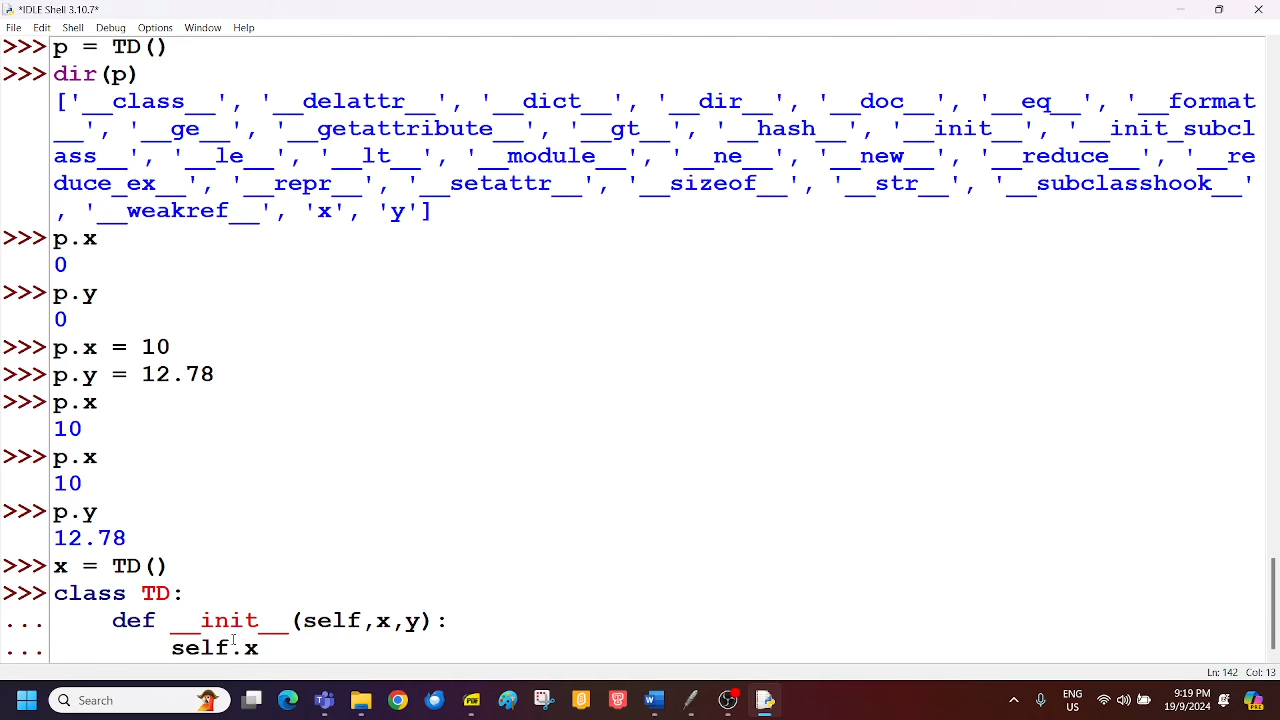 *IDLE Shell 3.10.7*
File Edit Shell Debug Options Window Help
>>> p = TD()
>>> dir(p)
['__class__', '__delattr__', '__dict__', '__dir__', '__doc__', '__eq__', '__format
__', '__ge__', '__getattribute__', '__gt__', '__hash__', '__init__', '__init_subcl
ass__', '__le__', '__lt__', '__module__', '__ne__', '__new__', '__reduce__', '__re
duce_ex__', '__repr__', '__setattr__', '__sizeof__', '__str__', '__subclasshook__'
, '__weakref__', 'x', 'y']
>>> p.x
0
>>> p.y
0
>>> p.x = 10
>>> p.y = 12.78
>>> p.x
10
>>> p.x
10
>>> p.y
12.78
>>> x = TD()
>>> class TD:
...     def __init__(self,x,y):
...         self.x
Ln: 142 Col: 13
Search
ENG
US
9:19 PM
19/9/2024